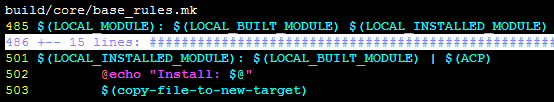 build/core/base_rules.mk
485 $(LOCAL_MODULE): $(LOCAL_BUILT_MODULE) $(LOCAL_INSTALLED_MODULE)
486 +-- 15 lines: ####################################################
501 $(LOCAL_INSTALLED_MODULE): $(LOCAL_BUILT_MODULE) | $(ACP)
502 @echo "Install: $@"
503 $(copy-file-to-new-target)